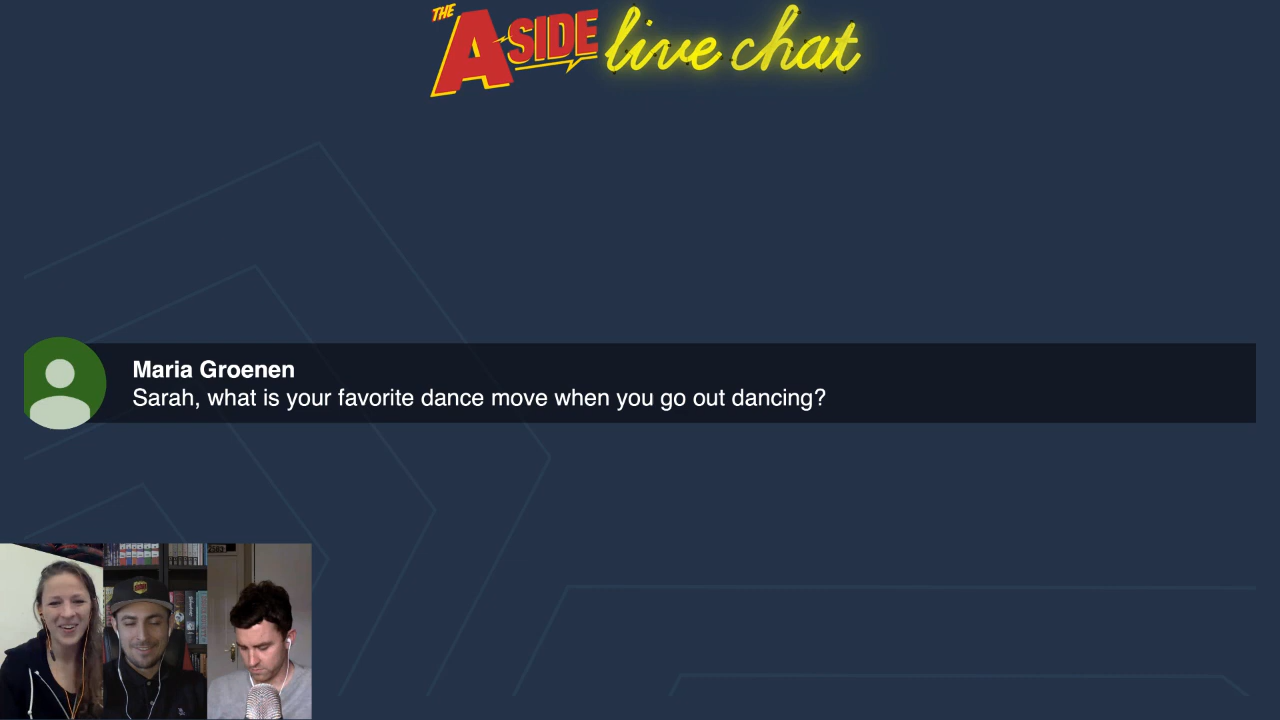 THE A SIDE live chat
Maria Groenen
Sarah, what is your favorite dance move when you go out dancing?